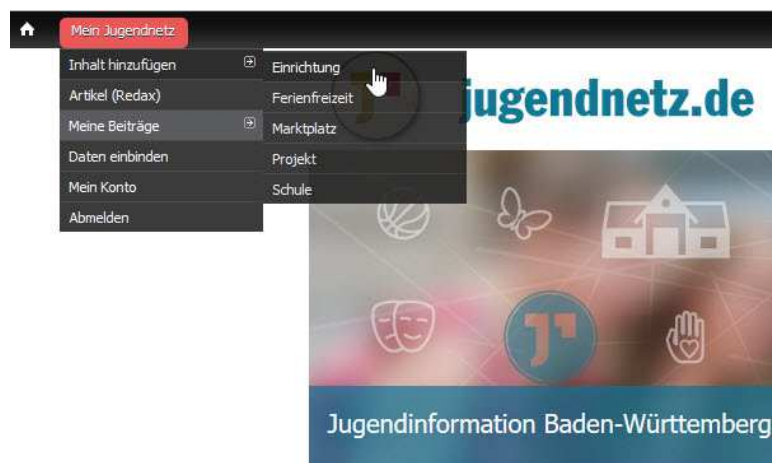 Mein Jugendnetz
Inhalt hinzufügen
Artikel (Redax)
Meine Beiträge
Daten einbinden
Mein Konto
Abmelden
Einrichtung
Ferienfreizeit
Marktplatz
Projekt
Schule
jugendnetz.de
Jugendinformation Baden-Württemberg